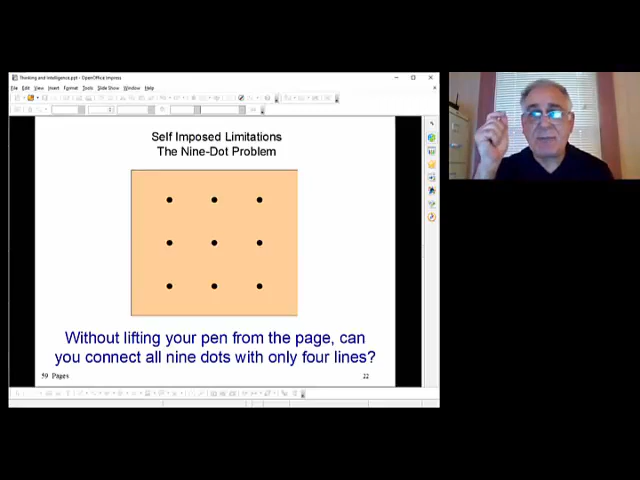 Thinking and Intelligence.ppt - OpenOffice Impress
File Edit View Insert Format Tools Slide Show Window Help
Self Imposed Limitations
The Nine-Dot Problem
Without lifting your pen from the page, can
you connect all nine dots with only four lines?
59 Pages
22